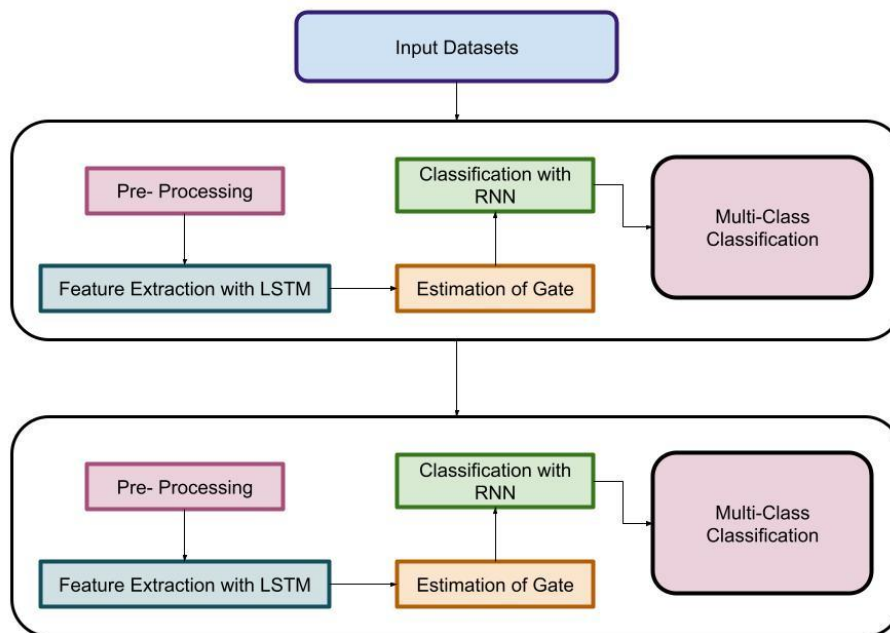 Input Datasets
Pre- Processing
Feature Extraction with LSTM
Estimation of Gate
Classification with
RNN
Multi-Class
Classification
Pre- Processing
Feature Extraction with LSTM
Estimation of Gate
Classification with
RNN
Multi-Class
Classification